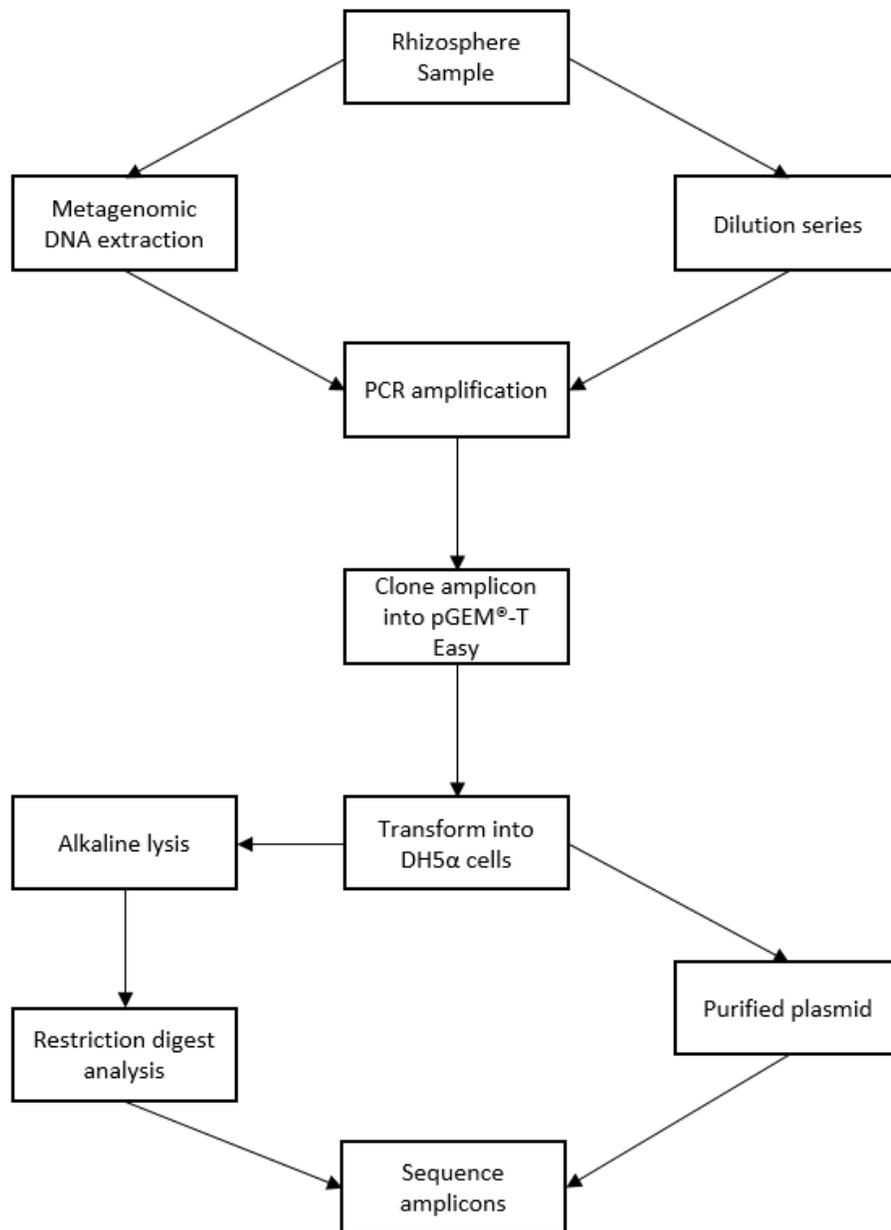 Rhizosphere
Sample
Metagenomic
DNA extraction
Dilution series
PCR amplification
Clone amplicon
into pGEM®-T
Easy
Transform into
DH5α cells
Alkaline lysis
Purified plasmid
Restriction digest
analysis
Sequence
amplicons